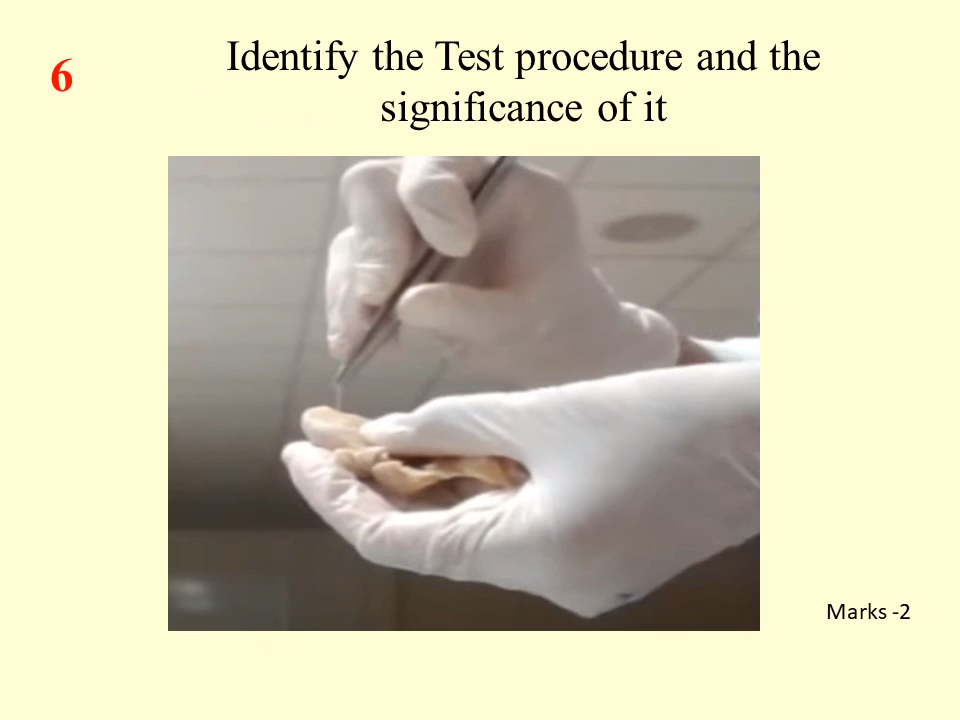 6
Identify the Test procedure and the
significance of it
Marks -2